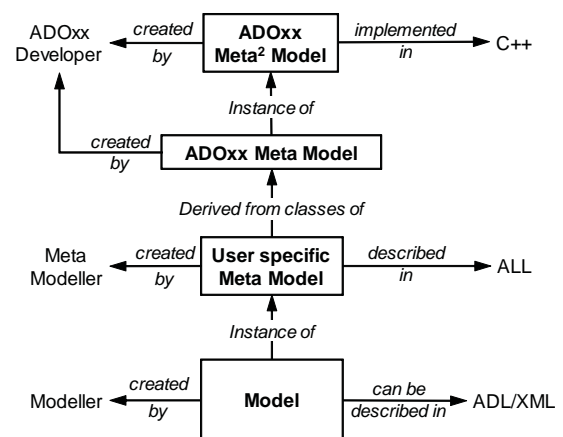 ADOxx
Developer
created
by
ADOxx
Meta² Model
implemented
in
C++
Instance of
created
by
ADOxx Meta Model
Derived from classes of
Meta
Modeller
created
by
User specific
Meta Model
described
in
ALL
Instance of
Modeller
created
by
Model
can be
described in
ADL/XML